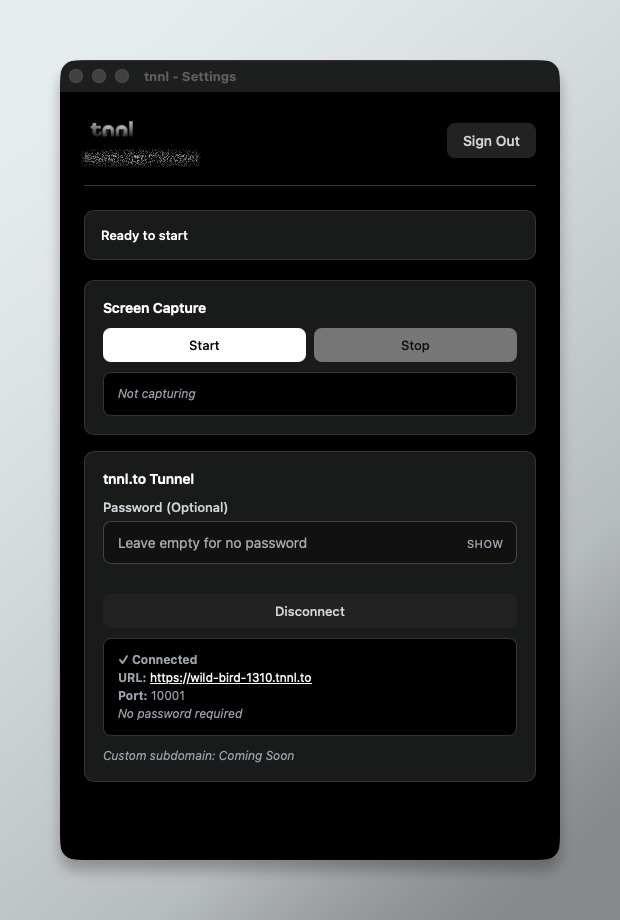 tnnl - Settings
tnnl
Sign Out
Ready to start
Screen Capture
Start
Stop
Not capturing
tnnl.to Tunnel
Password (Optional)
Leave empty for no password
SHOW
Disconnect
✓ Connected
URL: https://wild-bird-1310.tnnl.to
Port: 10001
No password required
Custom subdomain: Coming Soon